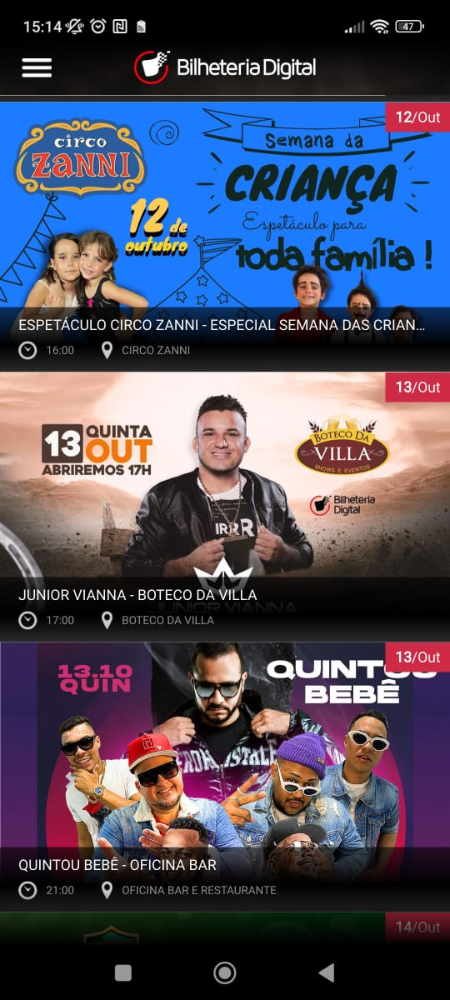 15:14
47
Bilheteria Digital
12/Out
circo
ZANNI
Semana da
CRIANÇA
Espetáculo para
toda família !
12 de
outubro
ESPETÁCULO CIRCO ZANNI - ESPECIAL SEMANA DAS CRIAN...
16:00
CIRCO ZANNI
13/Out
13 QUINTA
OUT
ABRIREMOS 17H
BOTECO DA
VILLA
SHOWS E EVENTOS
Bilheteria
Digital
JUNIOR VIANNA
JUNIOR VIANNA - BOTECO DA VILLA
17:00
BOTECO DA VILLA
13/Out
13.10
QUIN
QUINTOU
BEBÊ
QUINTOU BEBÊ - OFICINA BAR
21:00
OFICINA BAR E RESTAURANTE
14/Out